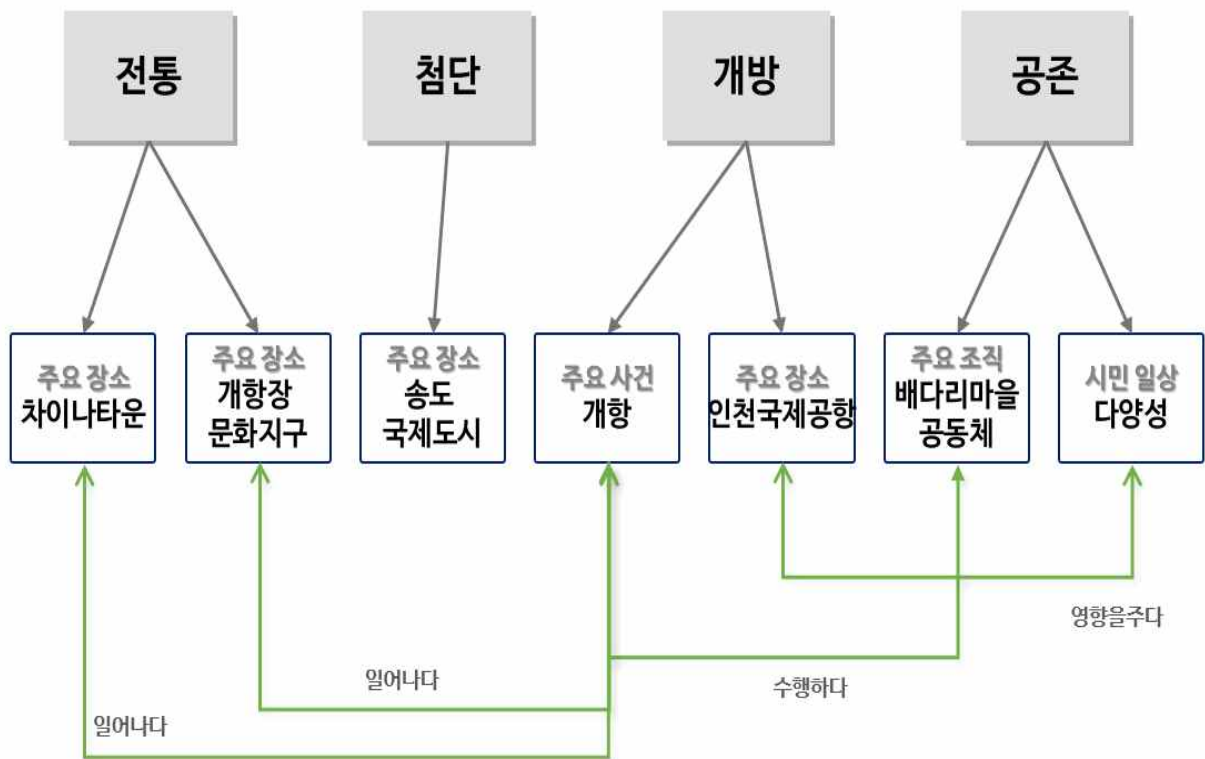 전통
첨단
개방
공존
주요 장소
차이나타운
주요 장소
개항장
문화지구
주요 장소
송도
국제도시
주요 사건
개항
주요 장소
인천국제공항
주요 조직
배다리마을
공동체
시민 일상
다양성
영향을주다
일어나다
수행하다
일어나다